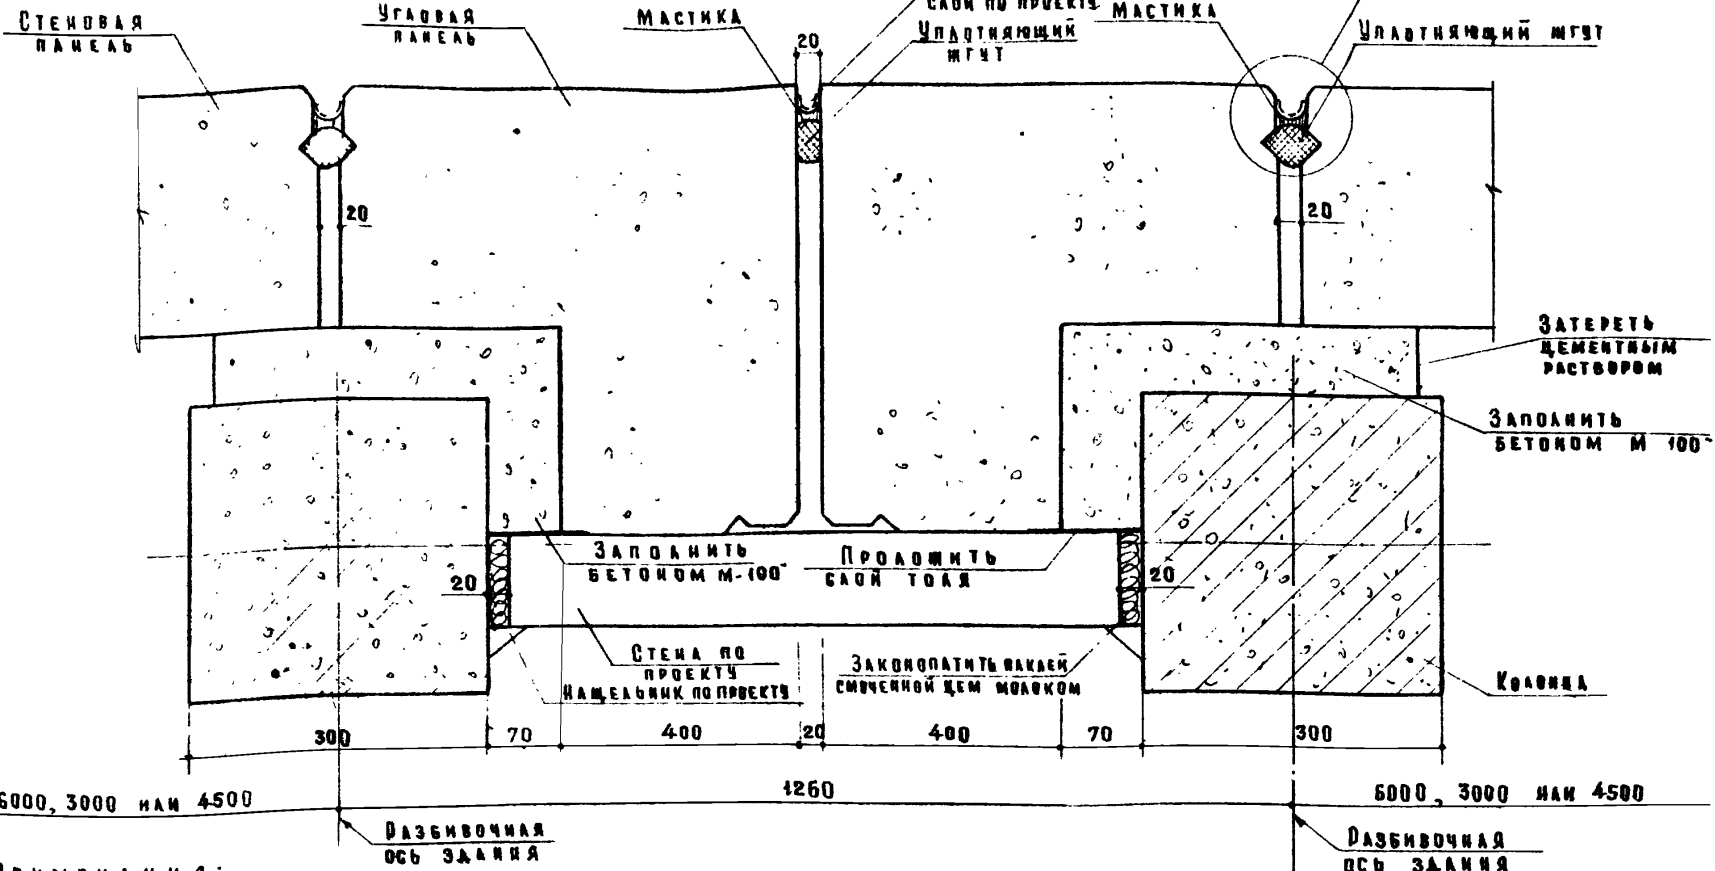 Стеновая
панель
Угловая
панель
Мастика
20
слой по проекту
Уплотняющий
жгут
Мастика
Уплотняющий жгут
20
20
Затереть
цементным
раствором
Заполнить
бетоном М 100
Заполнить
бетоном М-100
Проложить
слой толя
20
20
Стена по
проекту
Нащельник по проекту
Законопатить паклей
смоченной цем молоком
Колонна
300
70
400
20
400
70
300
6000, 3000 или 4500
1260
6000, 3000 или 4500
Разбивочная
ось здания
Разбивочная
ось здания